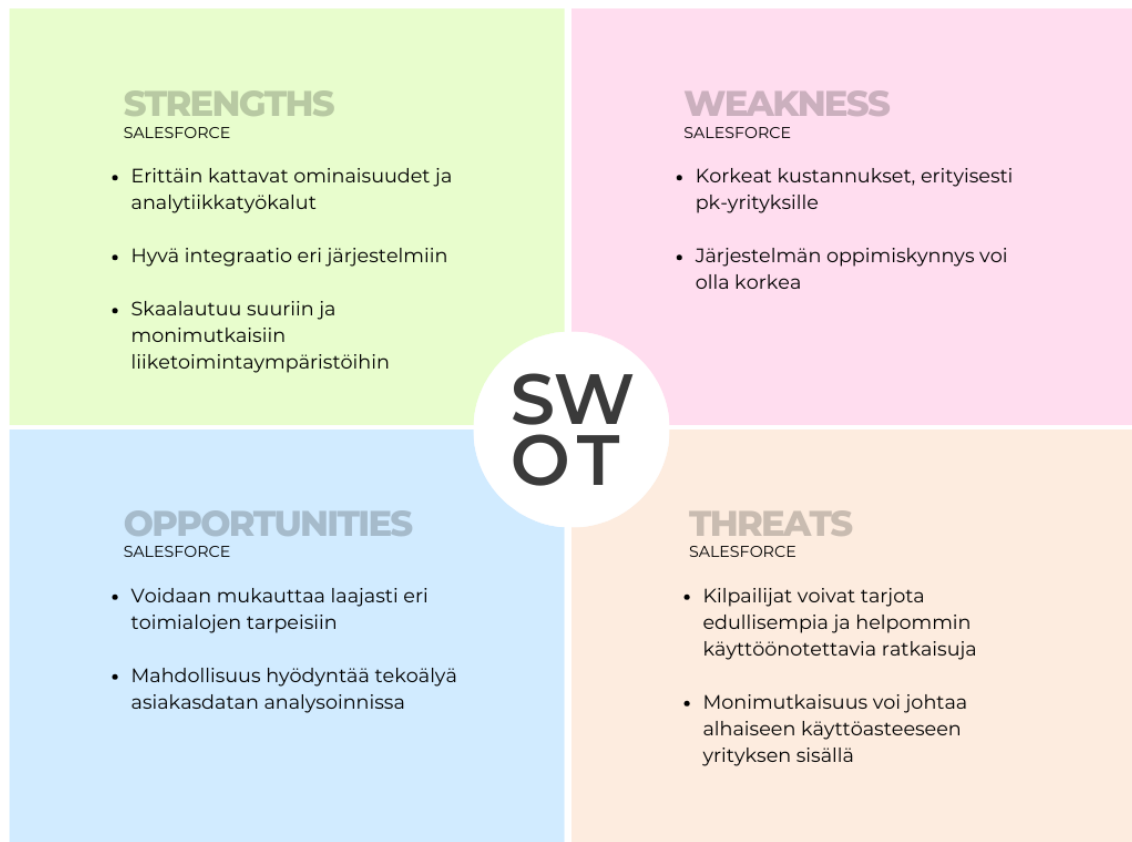 STRENGTHS
SALESFORCE
Erittäin kattavat ominaisuudet ja
analytiikkatyökalut
Hyvä integraatio eri järjestelmiin
Skaalautuu suuriin ja
monimutkaisiin
liiketoimintaympäristöihin
WEAKNESS
SALESFORCE
Korkeat kustannukset, erityisesti
pk-yrityksille
Järjestelmän oppimiskynnys voi
olla korkea
SW
OT
OPPORTUNITIES
SALESFORCE
Voidaan mukauttaa laajasti eri
toimialojen tarpeisiin
Mahdollisuus hyödyntää tekoälyä
asiakasdatan analysoinnissa
THREATS
SALESFORCE
Kilpailijat voivat tarjota
edullisempia ja helpommin
käyttöönotettavia ratkaisuja
Monimutkaisuus voi johtaa
alhaiseen käyttöasteeseen
yrityksen sisällä